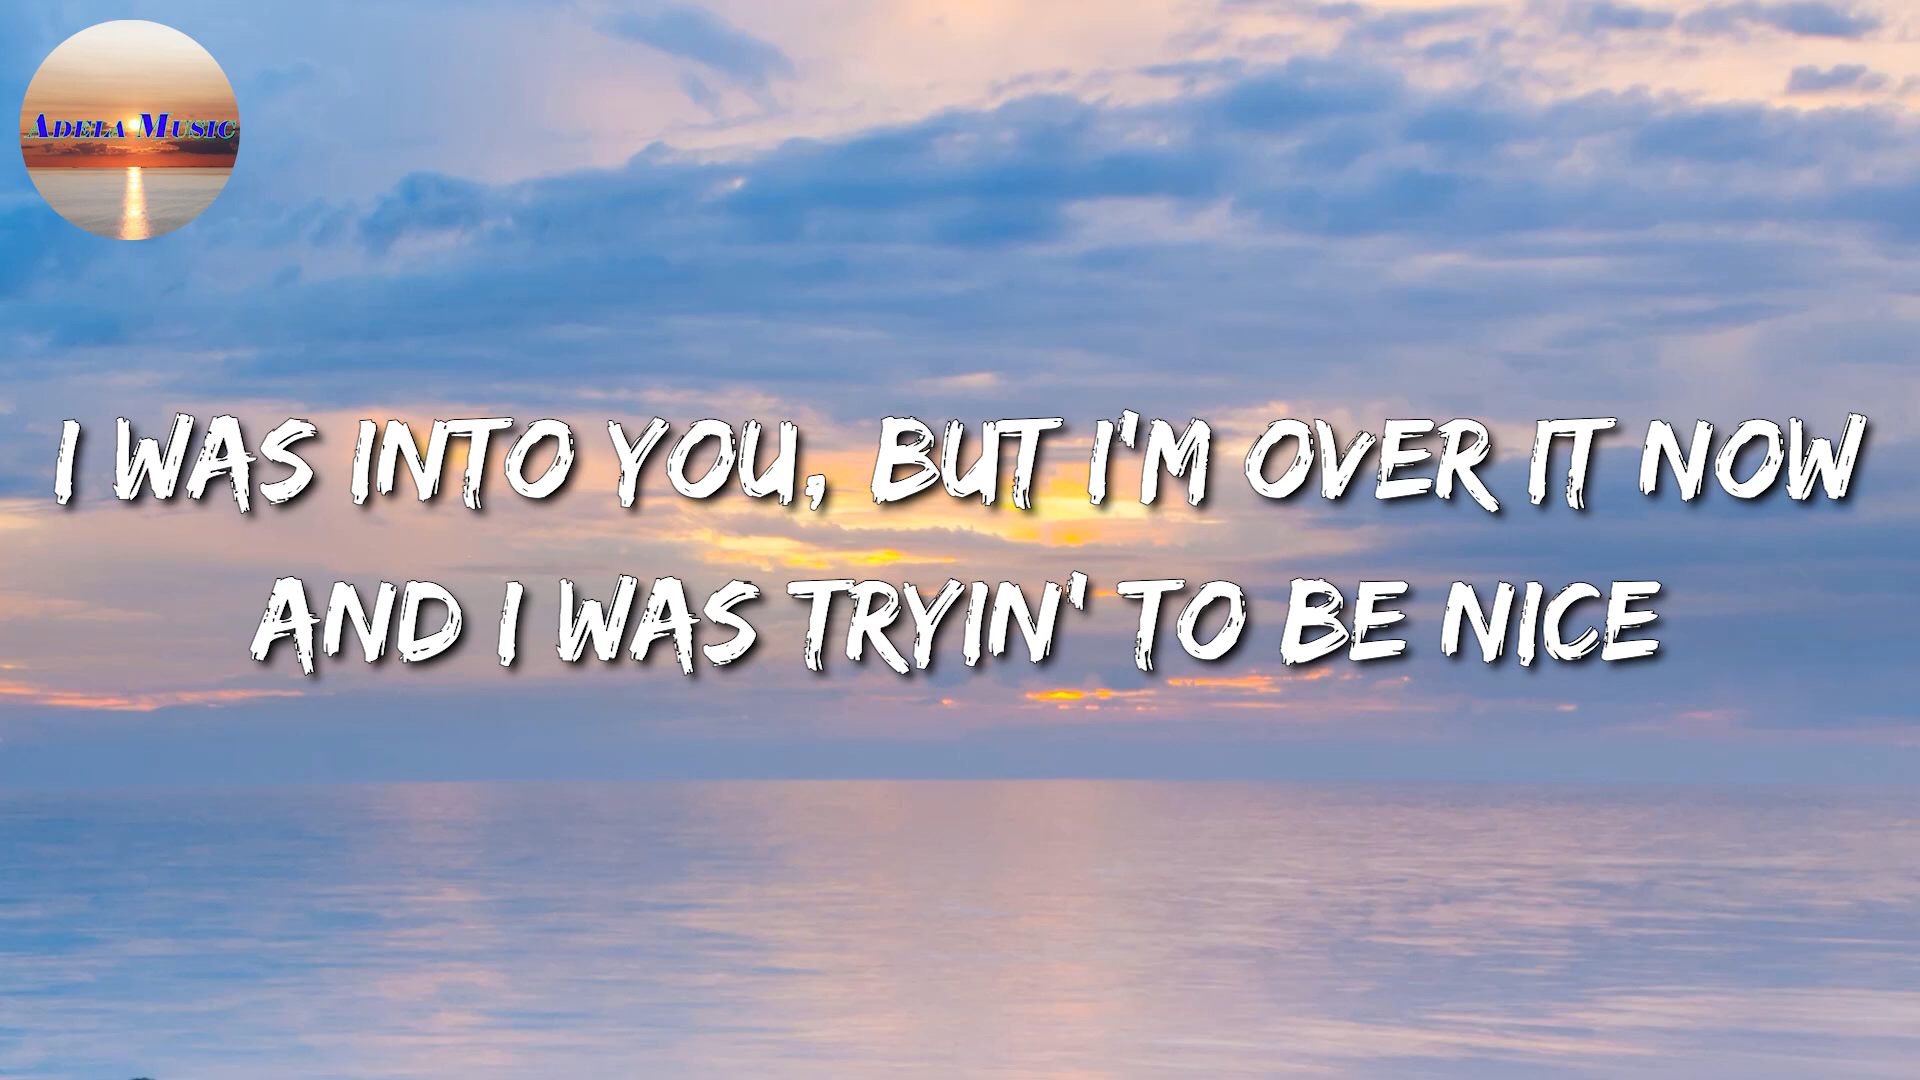 Adela Music
I WAS INTO YOU, BUT I'M OVER IT NOW
AND I WAS TRYIN' TO BE NICE